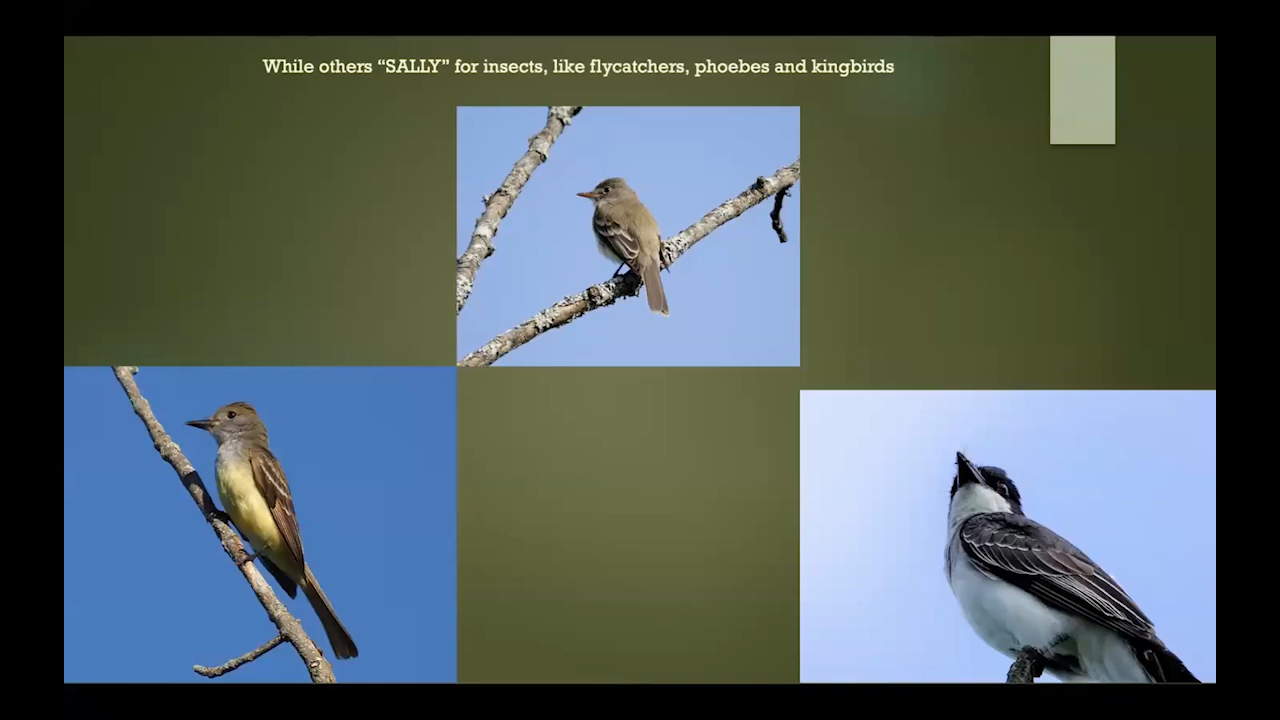 While others “SALLY” for insects, like flycatchers, phoebes and kingbirds